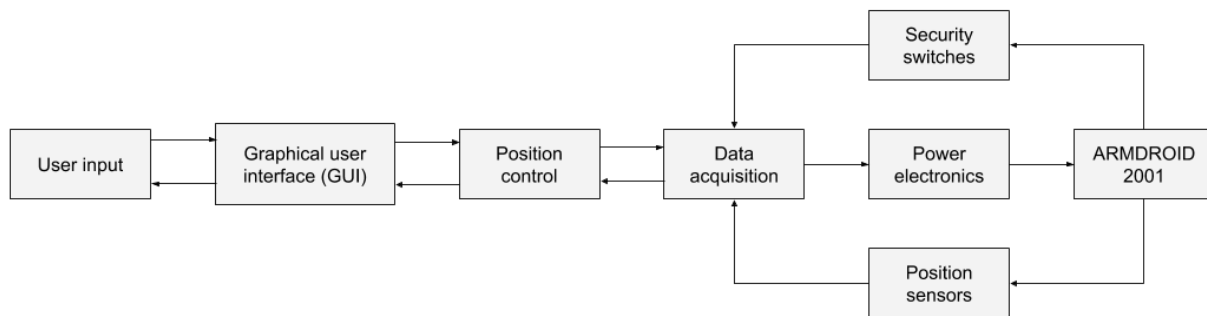 Security
switches
User input
Graphical user
interface (GUI)
Position
control
Data
acquisition
Power
electronics
ARMDROID
2001
Position
sensors